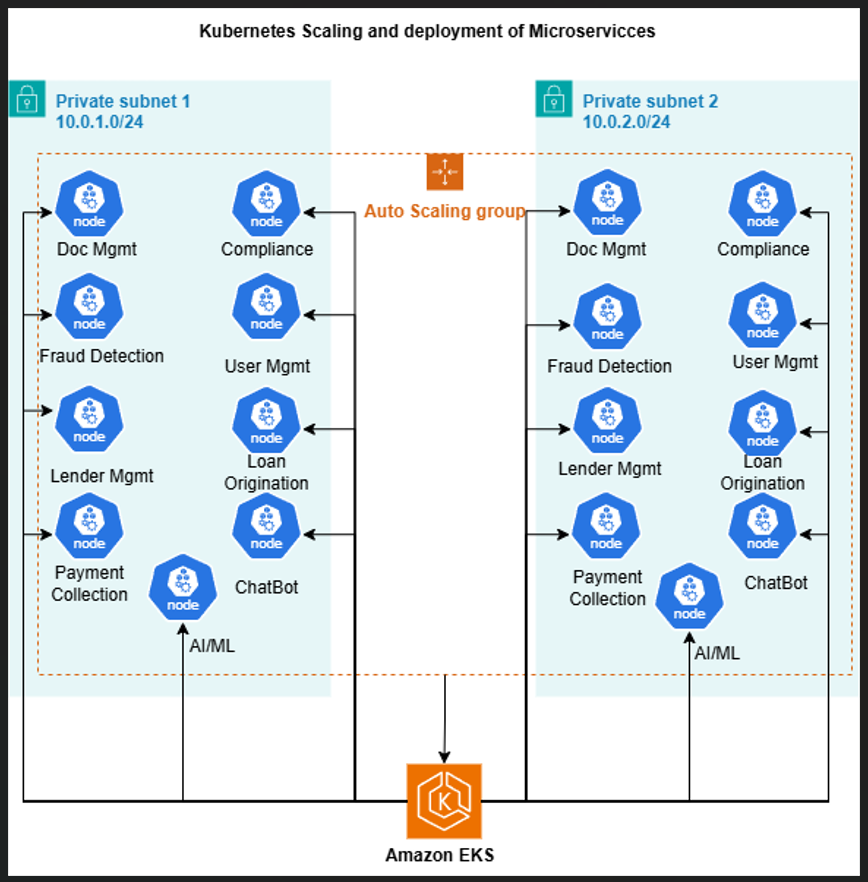 Kubernetes Scaling and deployment of Microservicces
Private subnet 1
10.0.1.0/24
Private subnet 2
10.0.2.0/24
Auto Scaling group
node
Doc Mgmt
node
Compliance
node
Fraud Detection
node
User Mgmt
node
Lender Mgmt
node
Loan
Origination
node
Payment
Collection
node
ChatBot
node
AI/ML
node
Doc Mgmt
node
Compliance
node
Fraud Detection
node
User Mgmt
node
Lender Mgmt
node
Loan
Origination
node
Payment
Collection
node
ChatBot
node
AI/ML
K
Amazon EKS